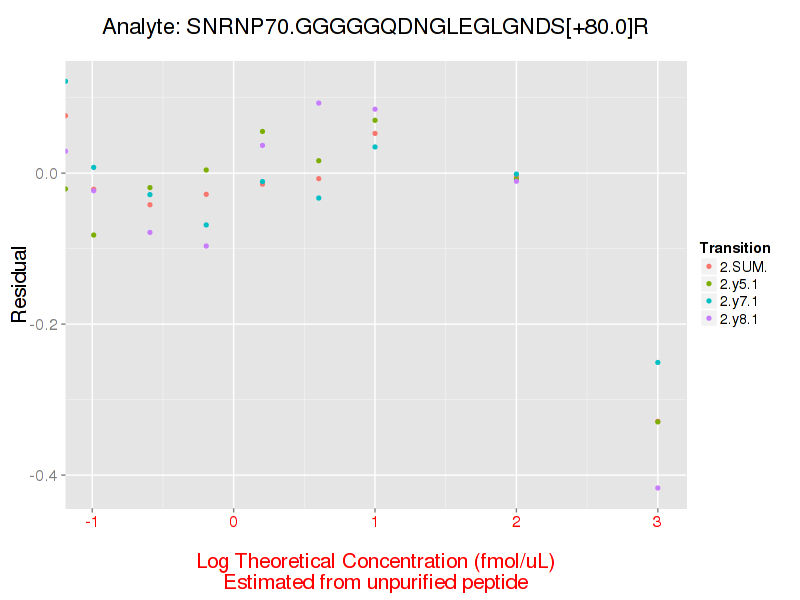 Analyte: SNRNP70.GGGGGQDNGLEGLGNDS[+80.0]R
Residual
0.0
-0.2
-0.4
-1 0 1 2 3
Log Theoretical Concentration (fmol/uL)
Estimated from unpurified peptide
Transition
2.SUM.
2.y5.1
2.y7.1
2.y8.1